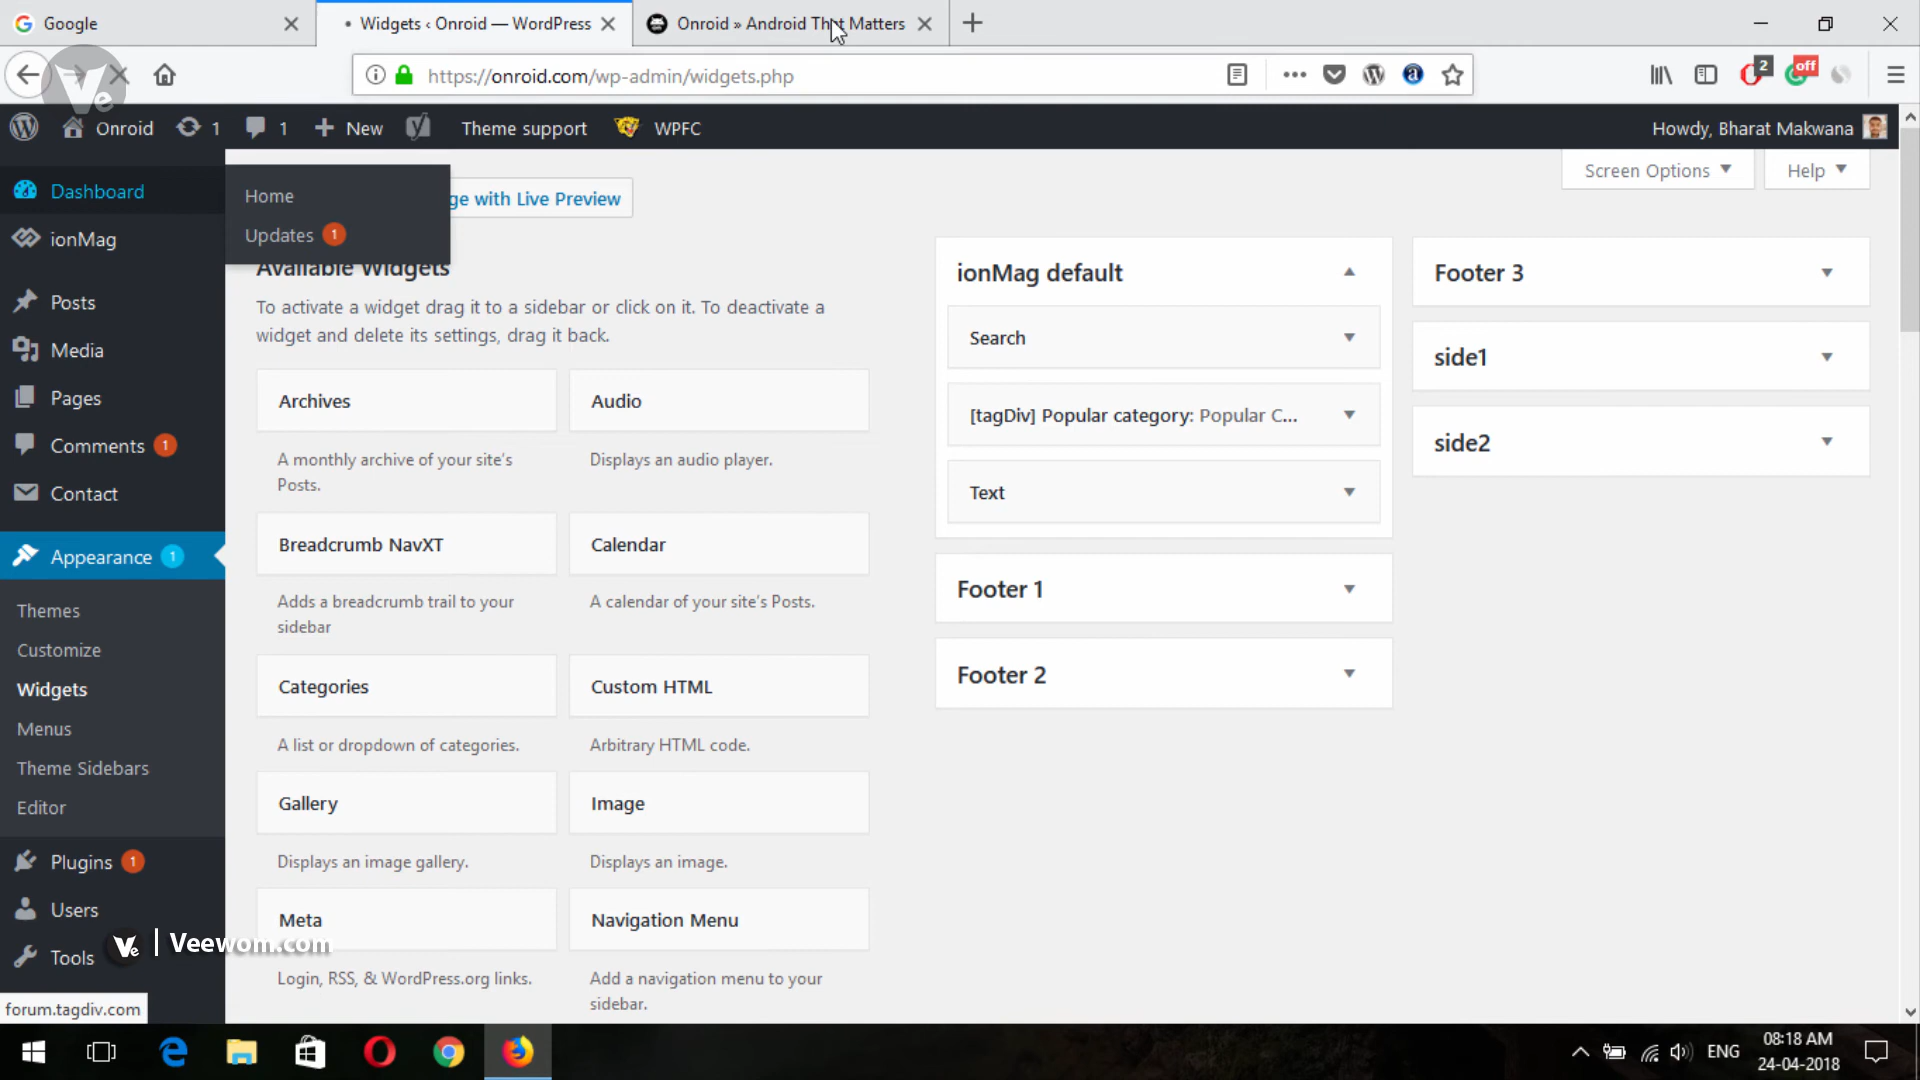 Google
Widgets ‹ Onroid — WordPress
Onroid » Android That Matters
https://onroid.com/wp-admin/widgets.php
2
off
Onroid
1
1
New
Theme support
WPFC
Howdy, Bharat Makwana
Dashboard
ionMag
Posts
Media
Pages
Comments 1
Contact
Appearance 1
Themes
Customize
Widgets
Menus
Theme Sidebars
Editor
Plugins 1
Users
Tools
Home
Updates 1
ge with Live Preview
Screen Options
Help
Available Widgets
To activate a widget drag it to a sidebar or click on it. To deactivate a
widget and delete its settings, drag it back.
Archives
A monthly archive of your site's
Posts.
Audio
Displays an audio player.
Breadcrumb NavXT
Adds a breadcrumb trail to your
sidebar
Calendar
A calendar of your site's Posts.
Categories
A list or dropdown of categories.
Custom HTML
Arbitrary HTML code.
Gallery
Displays an image gallery.
Image
Displays an image.
Meta
Login, RSS, & WordPress.org links.
Navigation Menu
Add a navigation menu to your
sidebar.
ionMag default
Search
[tagDiv] Popular category: Popular C...
Text
Footer 1
Footer 2
Footer 3
side1
side2
Ve
Ve | Veewom.com
forum.tagdiv.com
ENG
08:18 AM
24-04-2018